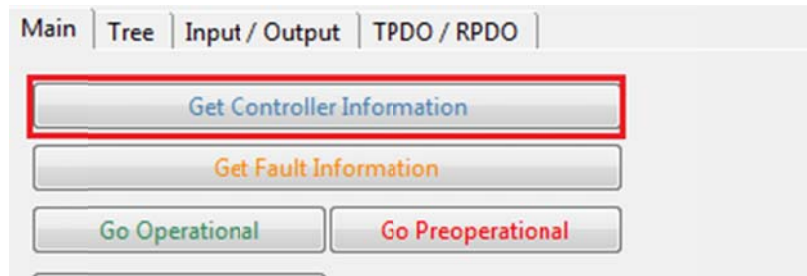 Main Tree Input / Output TPDO / RPDO
Get Controller Information
Get Fault Information
Go Operational Go Preoperational